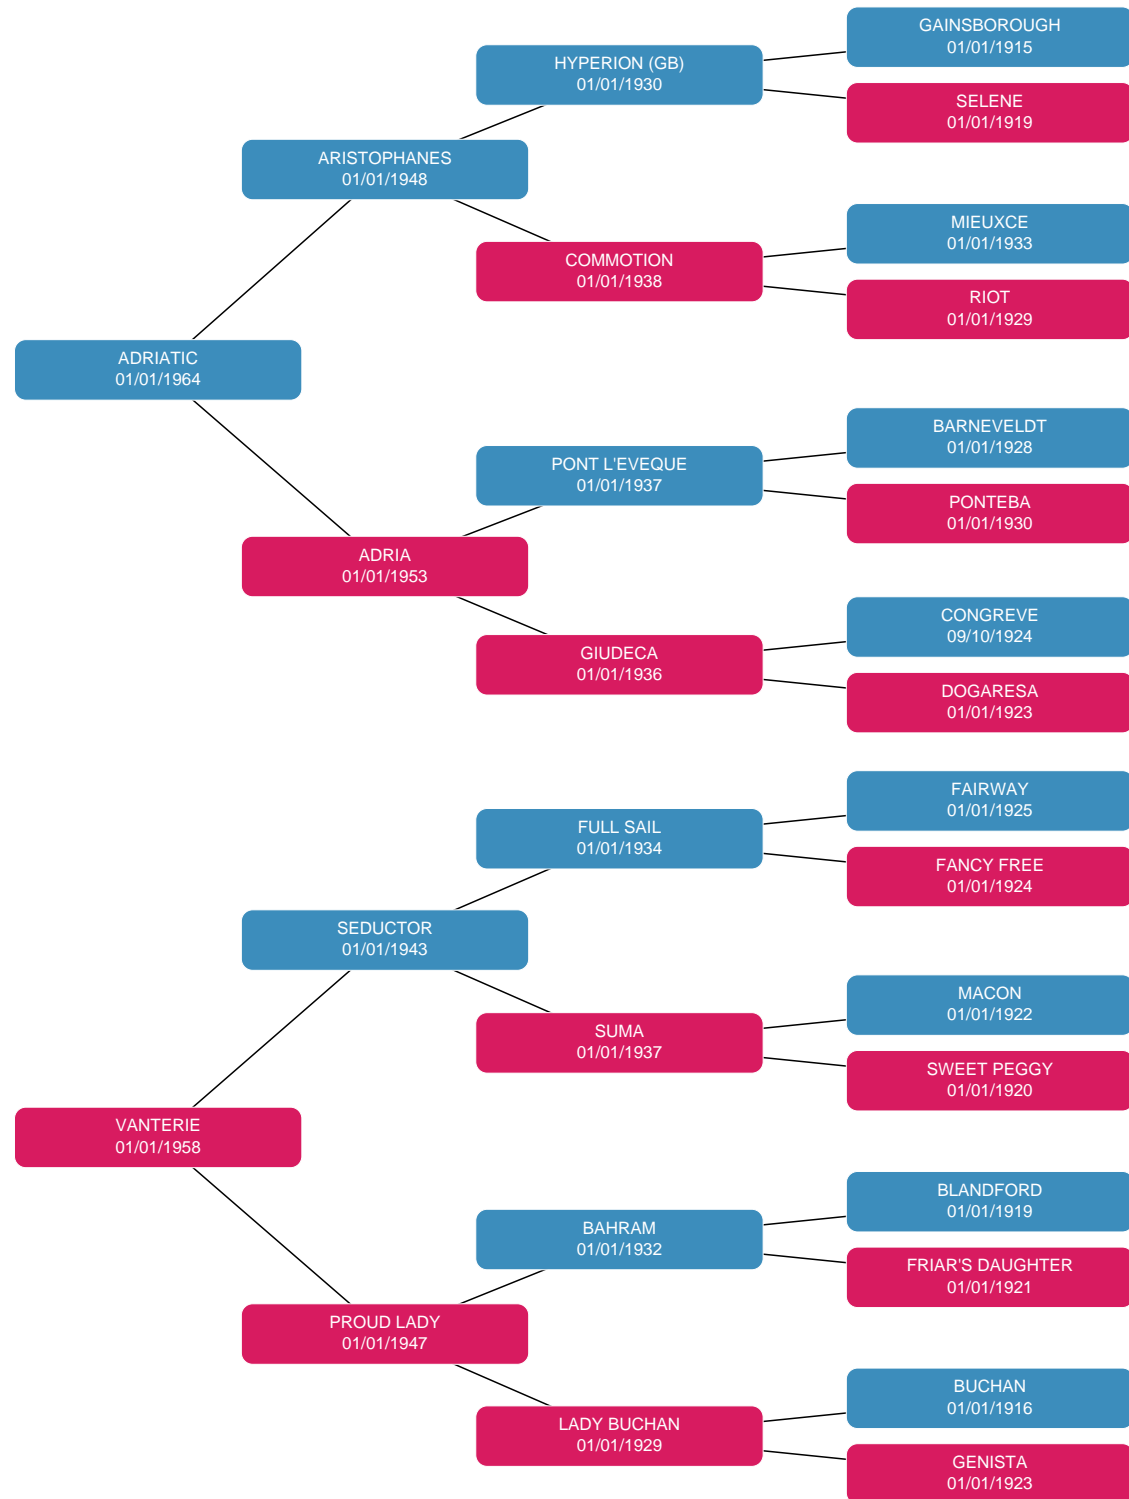 GAINSBOROUGH
01/01/1915
HYPERION (GB)
01/01/1930
SELENE
01/01/1919
ARISTOPHANES
01/01/1948
MIEUXCE
01/01/1933
COMMOTION
01/01/1938
RIOT
01/01/1929
ADRIATIC
01/01/1964
BARNEVELDT
01/01/1928
PONT L'EVEQUE
01/01/1937
PONTEBA
01/01/1930
ADRIA
01/01/1953
CONGREVE
09/10/1924
GIUDECA
01/01/1936
DOGARESA
01/01/1923
FAIRWAY
01/01/1925
FULL SAIL
01/01/1934
FANCY FREE
01/01/1924
SEDUCTOR
01/01/1943
MACON
01/01/1922
SUMA
01/01/1937
SWEET PEGGY
01/01/1920
VANTERIE
01/01/1958
BLANDFORD
01/01/1919
BAHRAM
01/01/1932
FRIAR'S DAUGHTER
01/01/1921
PROUD LADY
01/01/1947
BUCHAN
01/01/1916
LADY BUCHAN
01/01/1929
GENISTA
01/01/1923